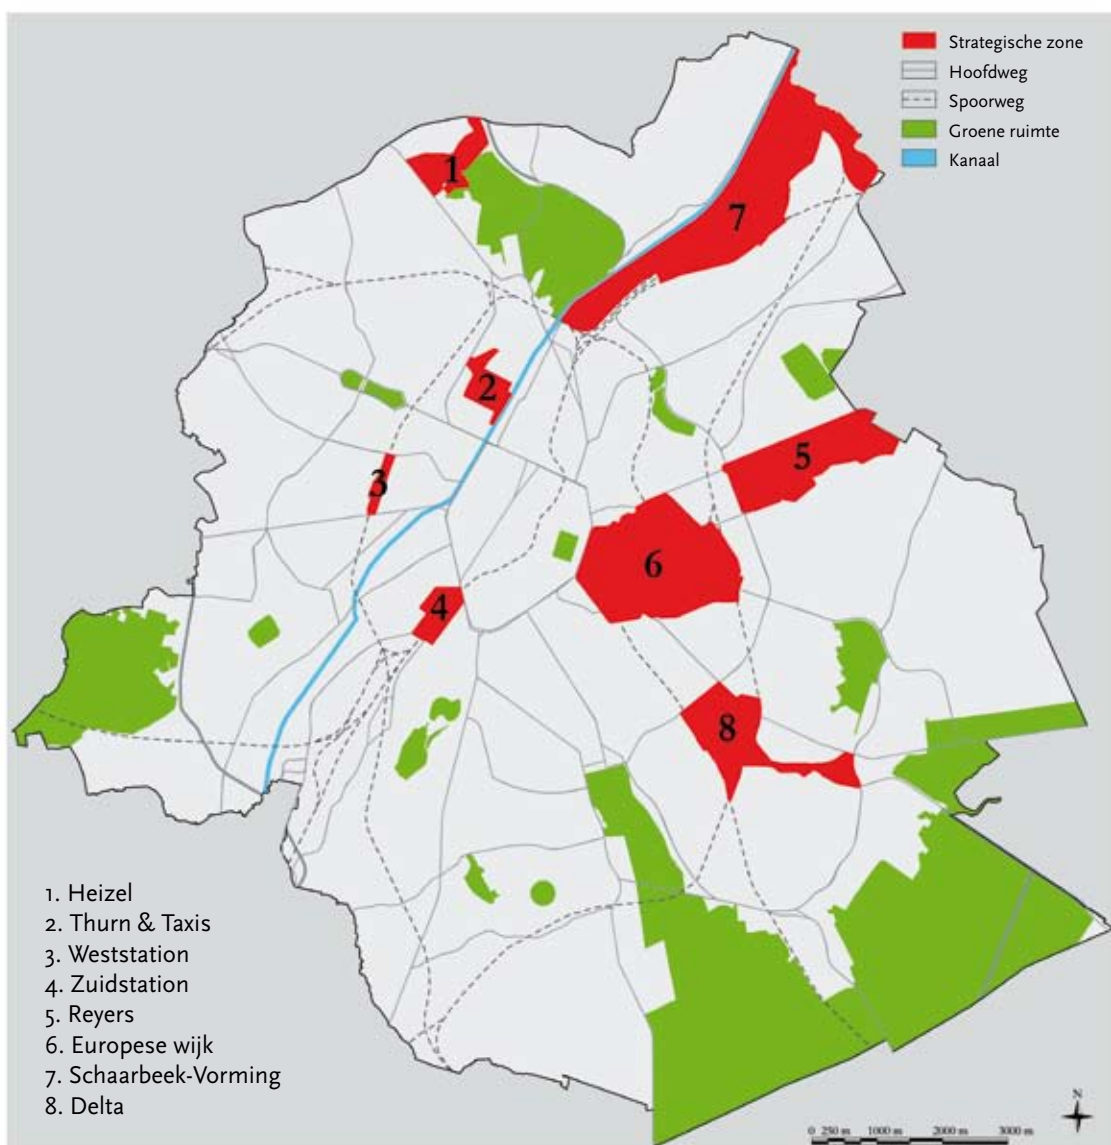 Strategische zone
Hoofdweg
Spoorweg
Groene ruimte
Kanaal
1
7
2
3
5
6
4
8
1. Heizel
2. Thurn & Taxis
3. Weststation
4. Zuidstation
5. Reyers
6. Europese wijk
7. Schaarbeek-Vorming
8. Delta
N
0 250 m 1000 m 2000 m 3000 m